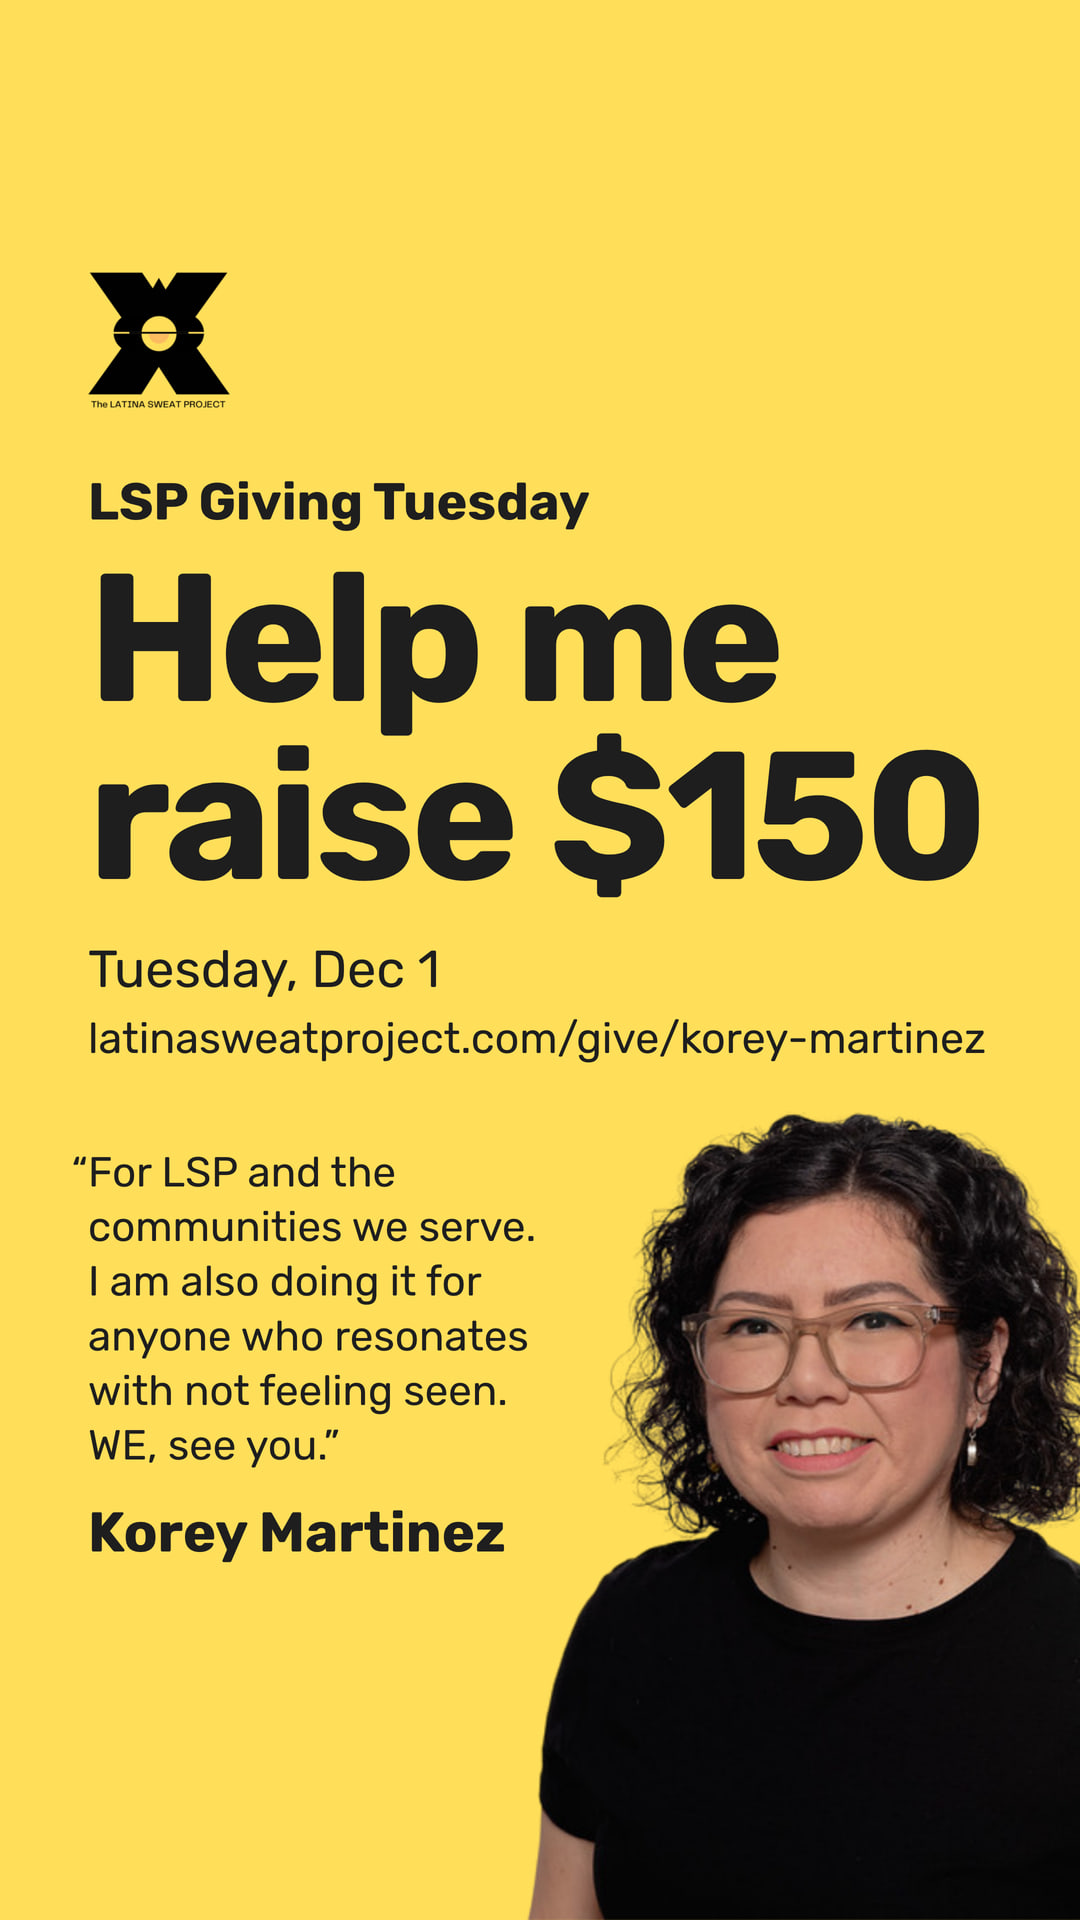 The LATINA SWEAT PROJECT
LSP Giving Tuesday
Help me
raise $150
Tuesday, Dec 1
latinasweatproject.com/give/korey-martinez
“For LSP and the
communities we serve.
I am also doing it for
anyone who resonates
with not feeling seen.
WE, see you.”
Korey Martinez